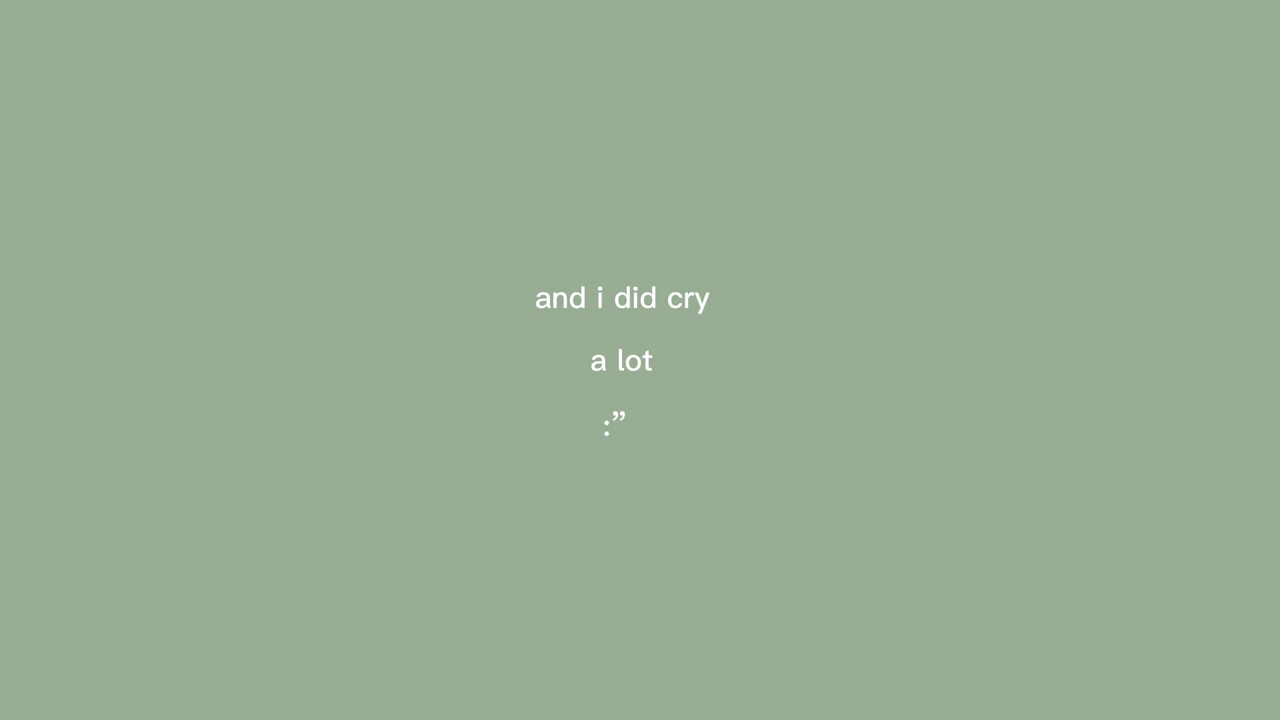 and i did cry
a lot
:”